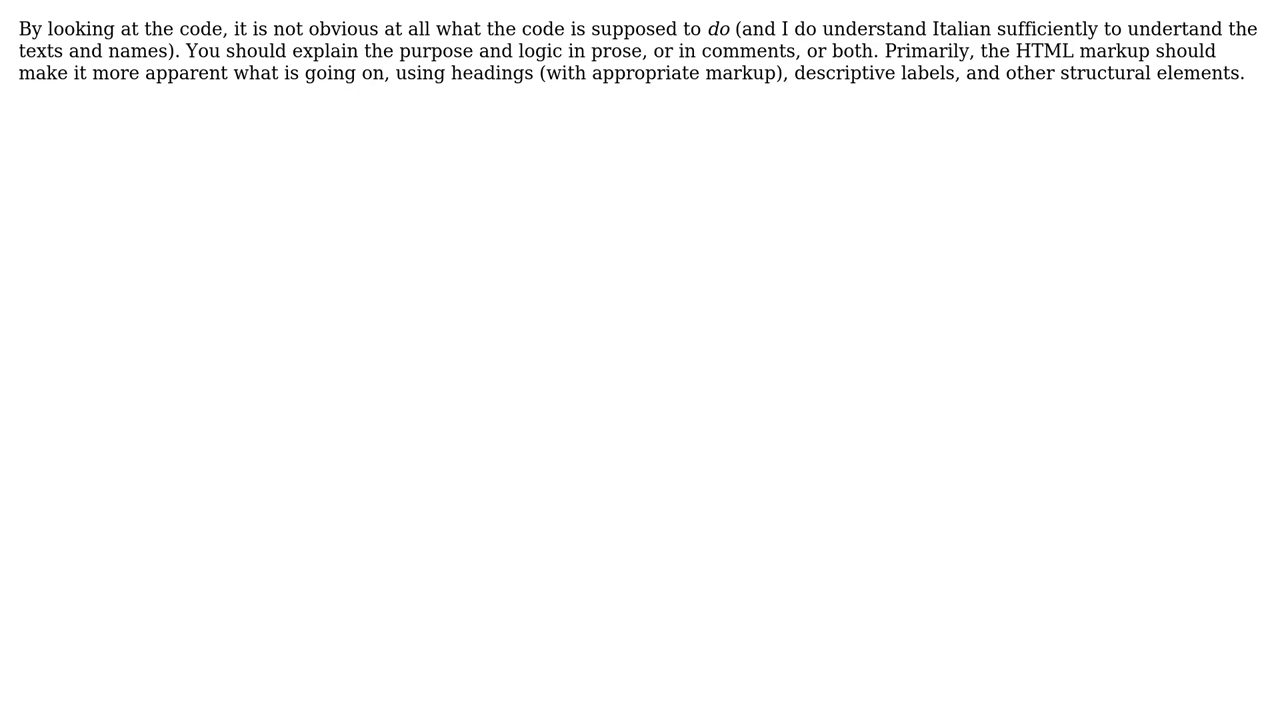 By looking at the code, it is not obvious at all what the code is supposed to do (and I do understand Italian sufficiently to undertand the
texts and names). You should explain the purpose and logic in prose, or in comments, or both. Primarily, the HTML markup should
make it more apparent what is going on, using headings (with appropriate markup), descriptive labels, and other structural elements.